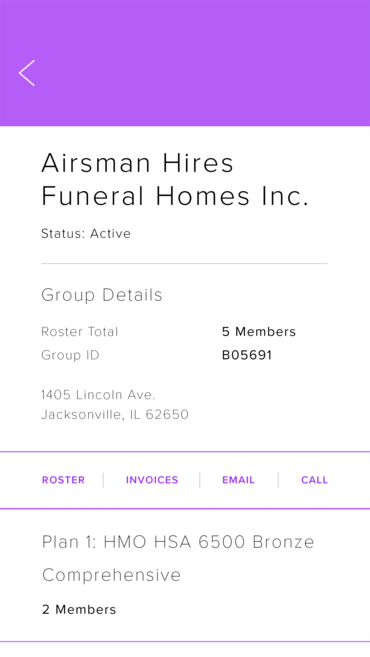 Airsman Hires
Funeral Homes Inc.
Status: Active
Group Details
Roster Total 5 Members
Group ID B05691
1405 Lincoln Ave.
Jacksonville, IL 62650
ROSTER INVOICES EMAIL CALL
Plan 1: HMO HSA 6500 Bronze
Comprehensive
2 Members